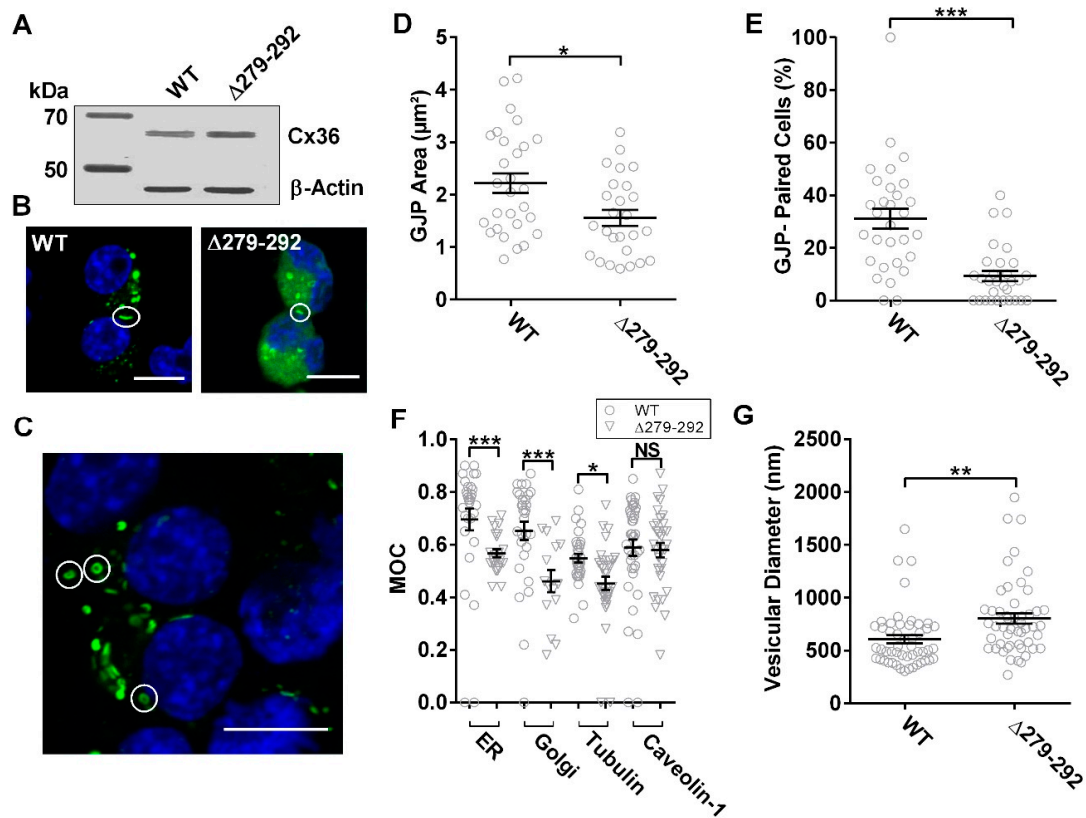 A
kDa
WT
Δ279-292
70
50
Cx36
β-Actin
B
WT
Δ279-292
C
D
*
GJP Area (µm²)
5
4
3
2
1
0
WT
Δ279-292
E
***
GJP- Paired Cells (%)
100
80
60
40
20
0
WT
Δ279-292
F
WT
Δ279-292
***
***
*
NS
MOC
1.0
0.8
0.6
0.4
0.2
0.0
ER
Golgi
Tubulin
Caveolin-1
G
**
Vesicular Diameter (nm)
2500
2000
1500
1000
500
0
WT
Δ279-292